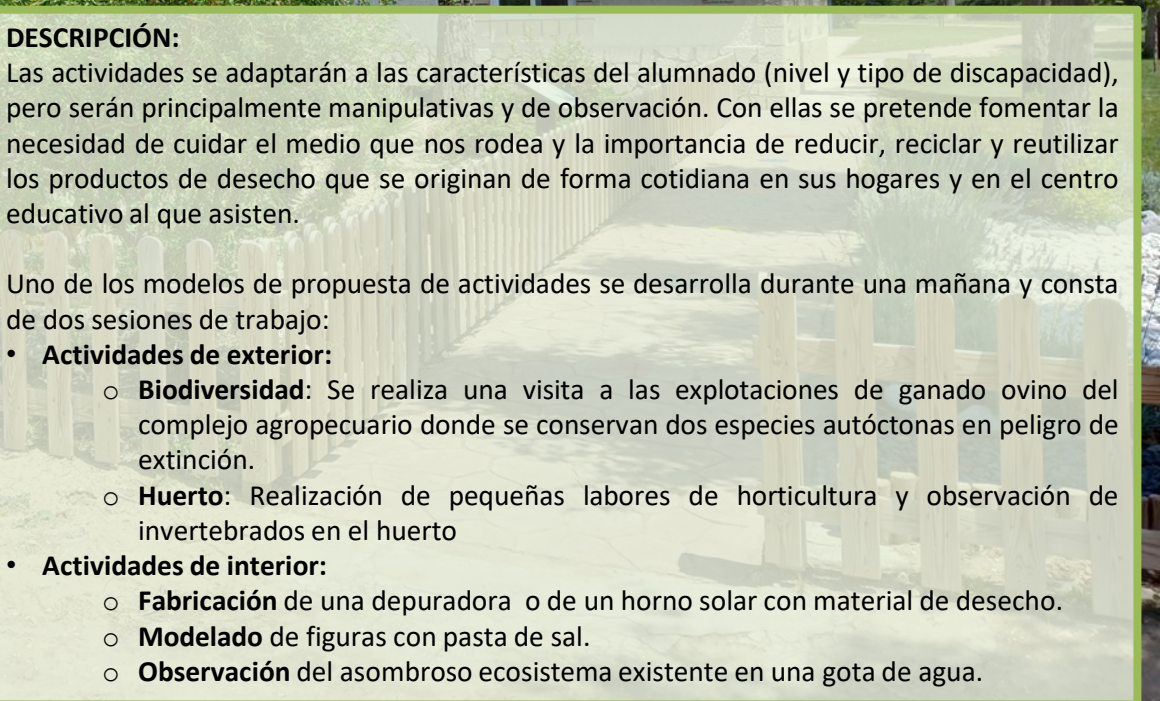 DESCRIPCIÓN:
Las actividades se adaptarán a las características del alumnado (nivel y tipo de discapacidad),
pero serán principalmente manipulativas y de observación. Con ellas se pretende fomentar la
necesidad de cuidar el medio que nos rodea y la importancia de reducir, reciclar y reutilizar
los productos de desecho que se originan de forma cotidiana en sus hogares y en el centro
educativo al que asisten.
Uno de los modelos de propuesta de actividades se desarrolla durante una mañana y consta
de dos sesiones de trabajo:
• Actividades de exterior:
o Biodiversidad: Se realiza una visita a las explotaciones de ganado ovino del
complejo agropecuario donde se conservan dos especies autóctonas en peligro de
extinción.
o Huerto: Realización de pequeñas labores de horticultura y observación de
invertebrados en el huerto
• Actividades de interior:
o Fabricación de una depuradora o de un horno solar con material de desecho.
o Modelado de figuras con pasta de sal.
o Observación del asombroso ecosistema existente en una gota de agua.